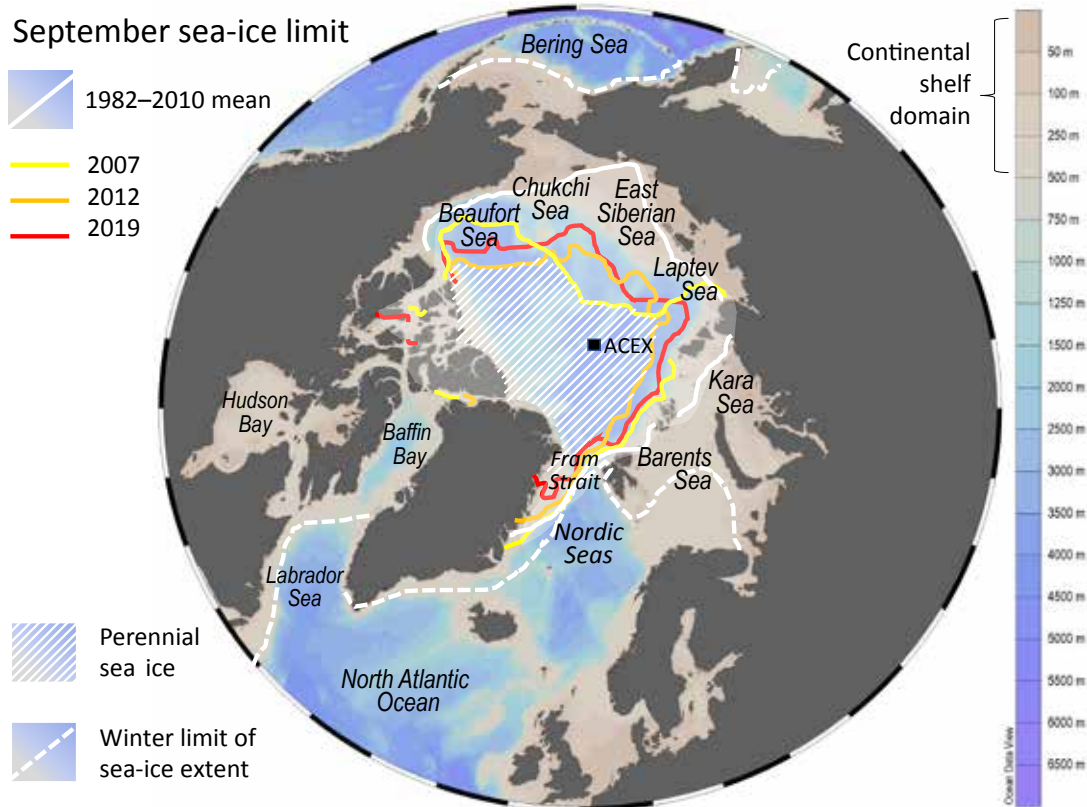 September sea-ice limit
1982–2010 mean
2007
2012
2019
Perennial
sea ice
Winter limit of
sea-ice extent
Bering Sea
Chukchi
Sea
East
Siberian
Sea
Beaufort
Sea
Laptev
Sea
ACEX
Kara
Sea
Hudson
Bay
Baffin
Bay
Fram
Strait
Barents
Sea
Nordic
Seas
Labrador
Sea
North Atlantic
Ocean
Continental
shelf
domain
50 m
100 m
250 m
500 m
750 m
1000 m
1250 m
1500 m
2000 m
2500 m
3000 m
3500 m
4000 m
4500 m
5000 m
5500 m
6000 m
6500 m
Ocean Data View